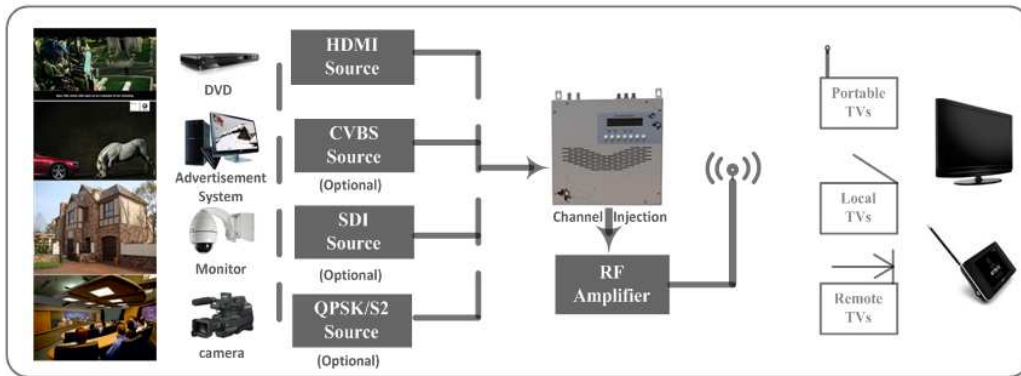 DVD
Advertisement
System
Monitor
camera
HDMI
Source
CVBS
Source
(Optional)
SDI
Source
(Optional)
QPSK/S2
Source
(Optional)
Channel Injection
RF
Amplifier
Portable
TVs
Local
TVs
Remote
TVs